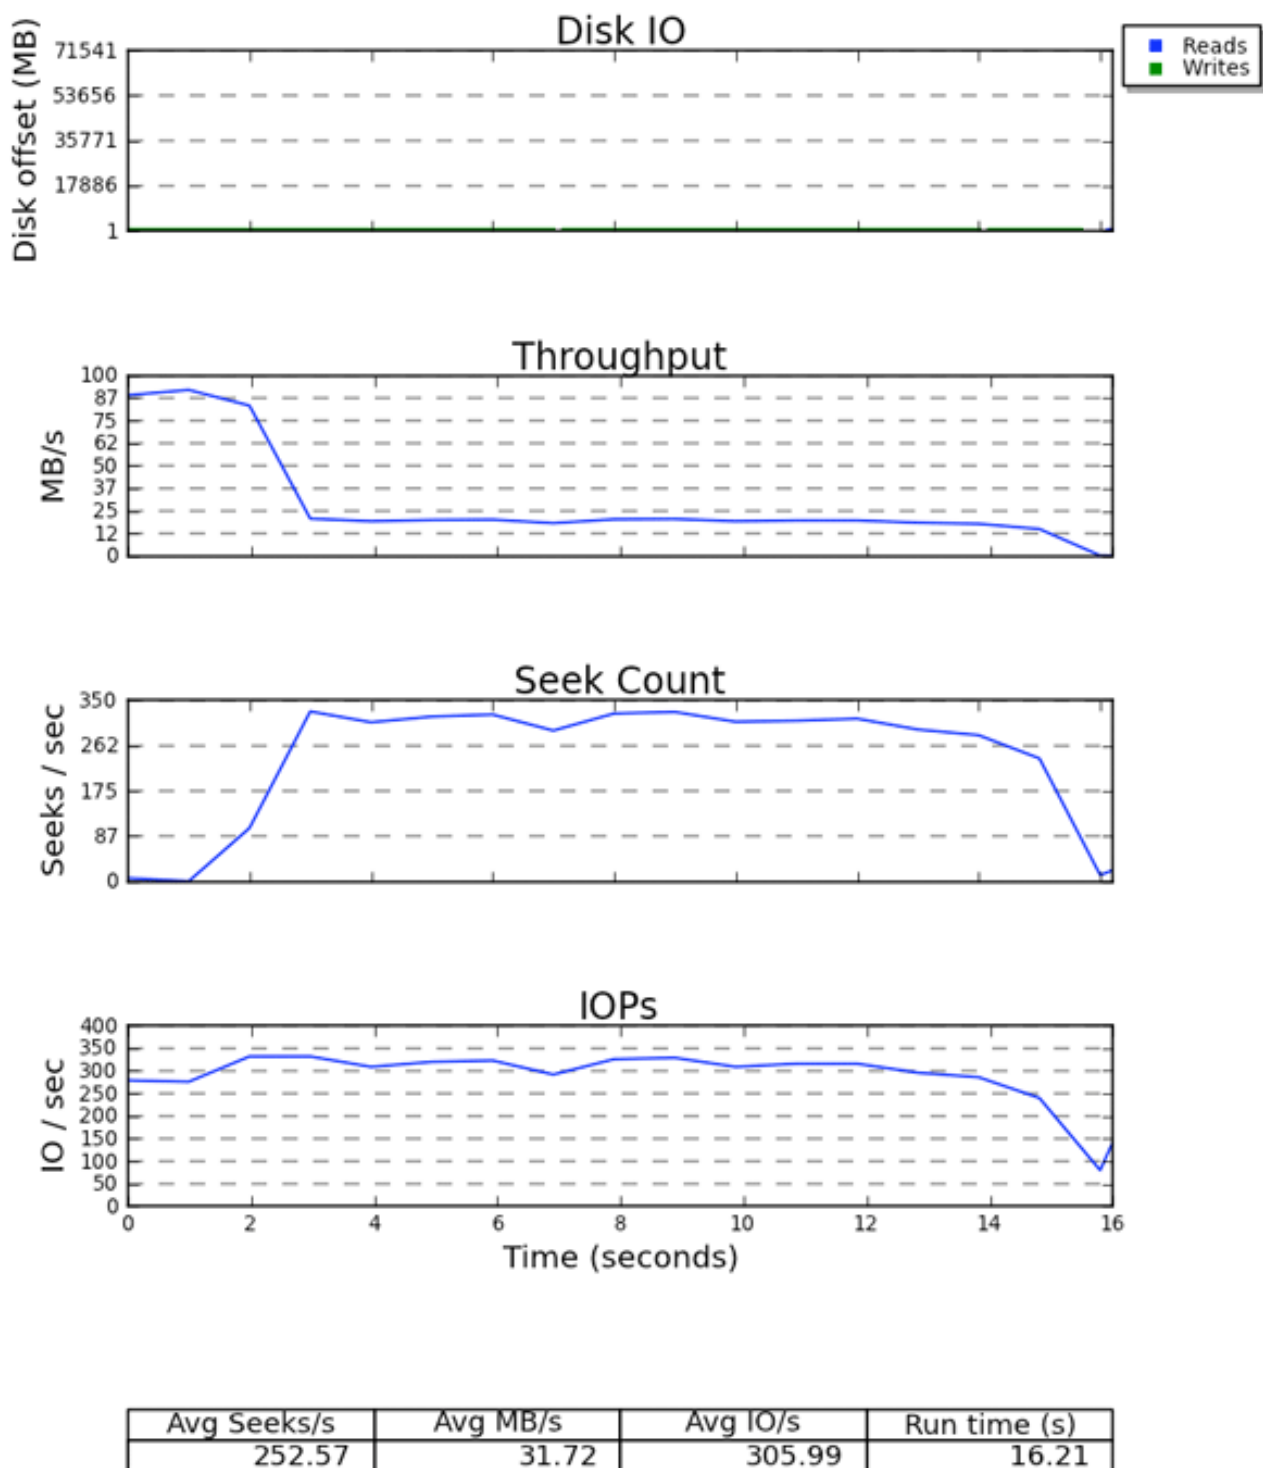 Disk IO
Disk offset (MB)
71541
53656
35771
17886
1
Reads
Writes
Throughput
MB/s
100
87
75
62
50
37
25
12
0
Seek Count
Seeks / sec
350
262
175
87
0
IOPs
IO / sec
400
350
300
250
200
150
100
50
0
0 2 4 6 8 10 12 14 16
Time (seconds)
Avg Seeks/s Avg MB/s Avg IO/s Run time (s)
252.57 31.72 305.99 16.21